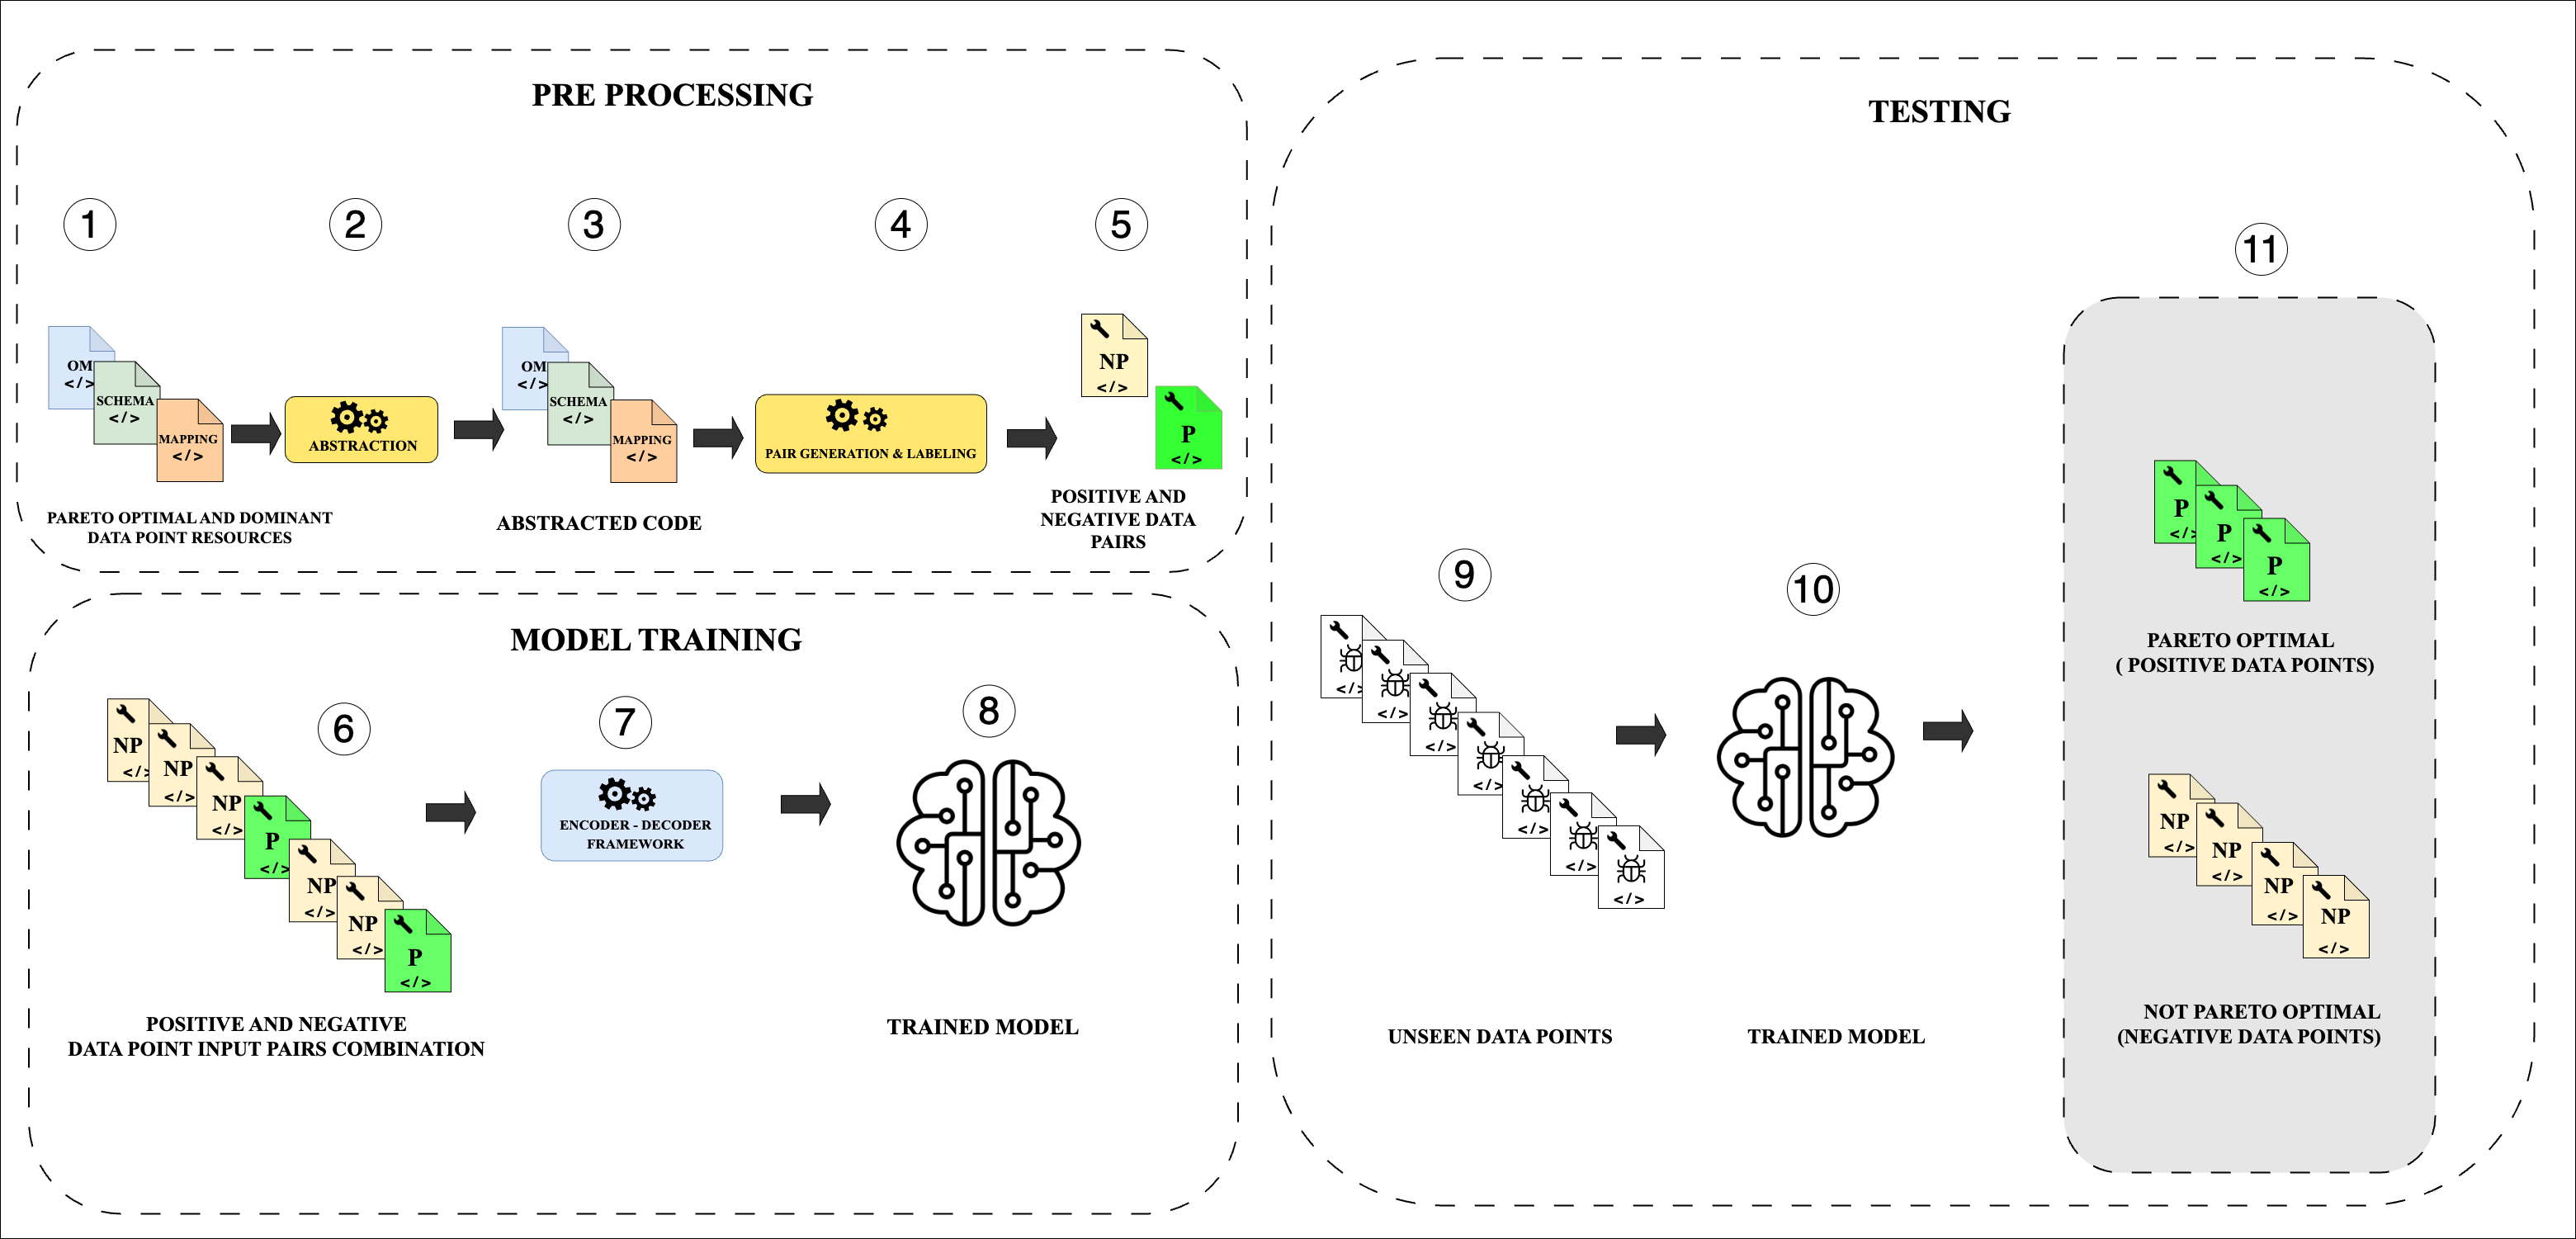 PRE PROCESSING
1
2
3
4
5
OM
</>
SCHEMA
</>
MAPPING
</>
ABSTRACTION
OM
</>
SCHEMA
</>
MAPPING
</>
PAIR GENERATION & LABELING
NP
</>
P
</>
PARETO OPTIMAL AND DOMINANT
DATA POINT RESOURCES
ABSTRACTED CODE
POSITIVE AND
NEGATIVE DATA
PAIRS
MODEL TRAINING
6
7
8
NP
</>
NP
</>
NP
</>
P
</>
NP
</>
NP
</>
P
</>
ENCODER - DECODER
FRAMEWORK
POSITIVE AND NEGATIVE
DATA POINT INPUT PAIRS COMBINATION
TRAINED MODEL
TESTING
9
10
11
</>
</>
</>
</>
</>
</>
</>
UNSEEN DATA POINTS
TRAINED MODEL
P
</>
P
</>
P
</>
PARETO OPTIMAL
( POSITIVE DATA POINTS)
NP
</>
NP
</>
NP
</>
NP
</>
NOT PARETO OPTIMAL
(NEGATIVE DATA POINTS)